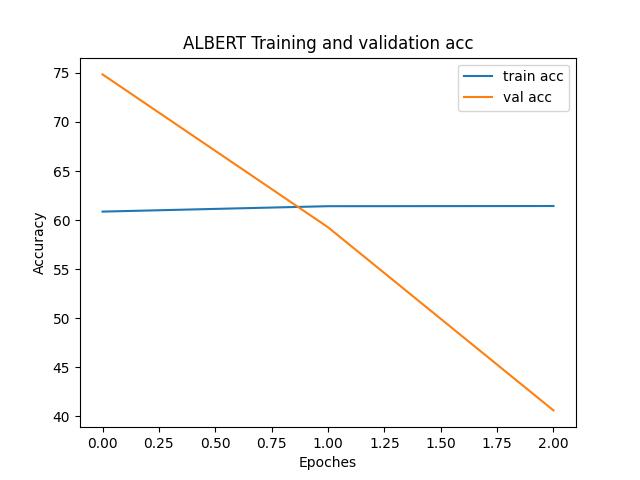 ALBERT Training and validation acc
train acc
val acc
Accuracy
75
70
65
60
55
50
45
40
0.00 0.25 0.50 0.75 1.00 1.25 1.50 1.75 2.00
Epoches